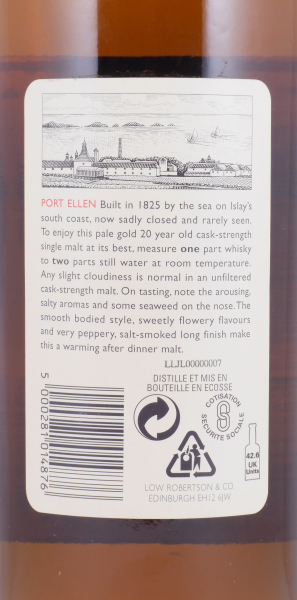 PORT ELLEN Built in 1825 by the sea on Islay's
south coast, now sadly closed and rarely seen.
To enjoy this pale gold 20 year old cask-strength
single malt at its best, measure one part whisky
to two parts still water at room temperature.
Any slight cloudiness is normal in an unfiltered
cask-strength malt. On tasting, note the arousing,
salty aromas and some seaweed on the nose. The
smooth bodied style, sweetly flowery flavours
and very peppery, salt-smoked long finish make
this a warming after dinner malt.
L1JL00000007
DISTILLE ET MIS EN
BOUTEILLE EN ECOSSE
5 000281 014876
COTISATION
SECURITE SOCIALE
42.6
UK
Units
LOW ROBERTSON & CO.
EDINBURGH EH12 6JW